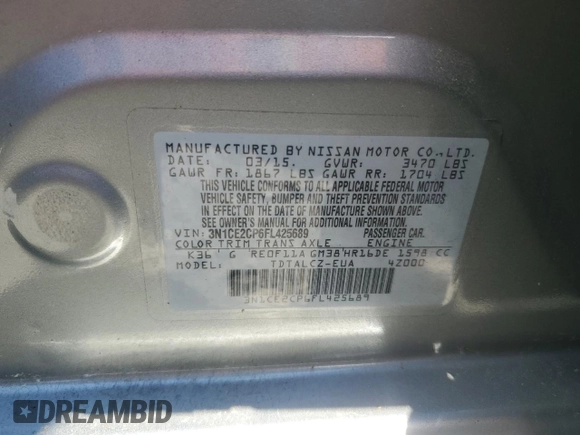 MANUFACTURED BY NISSAN MOTOR CO., LTD.
DATE: 03/15. GVWR: 3470 LBS
GAWR FR: 1867 LBS GAWR RR: 1704 LBS
THIS VEHICLE CONFORMS TO ALL APPLICABLE FEDERAL MOTOR
VEHICLE SAFETY, BUMPER AND THEFT PREVENTION STANDARDS
IN EFFECT ON THE DATE OF MANUFACTURE SHOWN ABOVE.
SEE OWNER'S MANUAL FOR ADDITIONAL INFORMATION
VIN: 3N1CE2CP6FL425689 PASSENGER CAR.
COLOR TRIM TRANS AXLE ENGINE
K36 G RE0F11A GM38 HR16DE 1598 CC
TDTALCZ-EUA 4Z000
3N1CE2CP6FL425689
DREAMBID